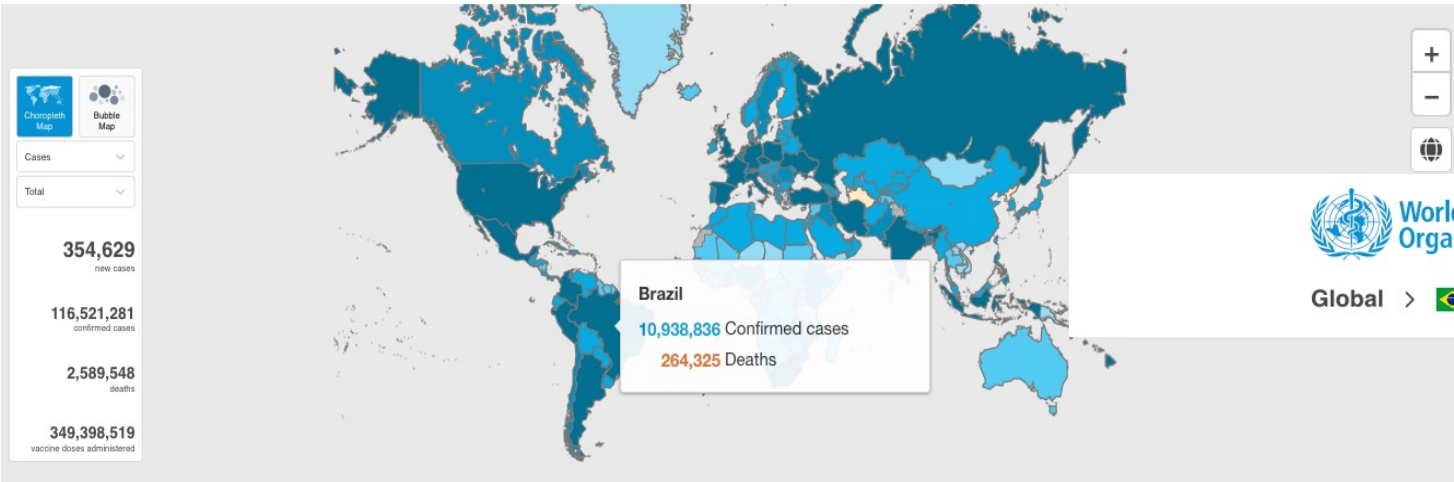 Choropleth
Map
Bubble
Map
Cases
Total
354,629
new cases
116,521,281
confirmed cases
2,589,548
deaths
349,398,519
vaccine doses administered
Brazil
10,938,836 Confirmed cases
264,325 Deaths
+
−
Worl
Orga
Global >